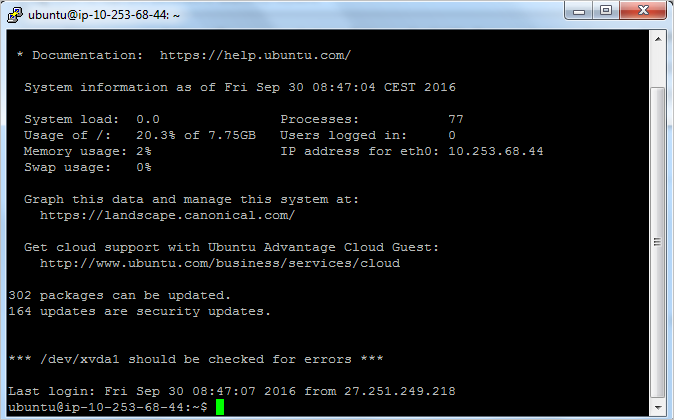 ubuntu@ip-10-253-68-44: ~
* Documentation:  https://help.ubuntu.com/
System information as of Fri Sep 30 08:47:04 CEST 2016
System load:  0.0               Processes:           77
Usage of /:   20.3% of 7.75GB   Users logged in:     0
Memory usage: 2%                IP address for eth0: 10.253.68.44
Swap usage:   0%
Graph this data and manage this system at:
https://landscape.canonical.com/
Get cloud support with Ubuntu Advantage Cloud Guest:
http://www.ubuntu.com/business/services/cloud
302 packages can be updated.
164 updates are security updates.
*** /dev/xvda1 should be checked for errors ***
Last login: Fri Sep 30 08:47:07 2016 from 27.251.249.218
ubuntu@ip-10-253-68-44:~$